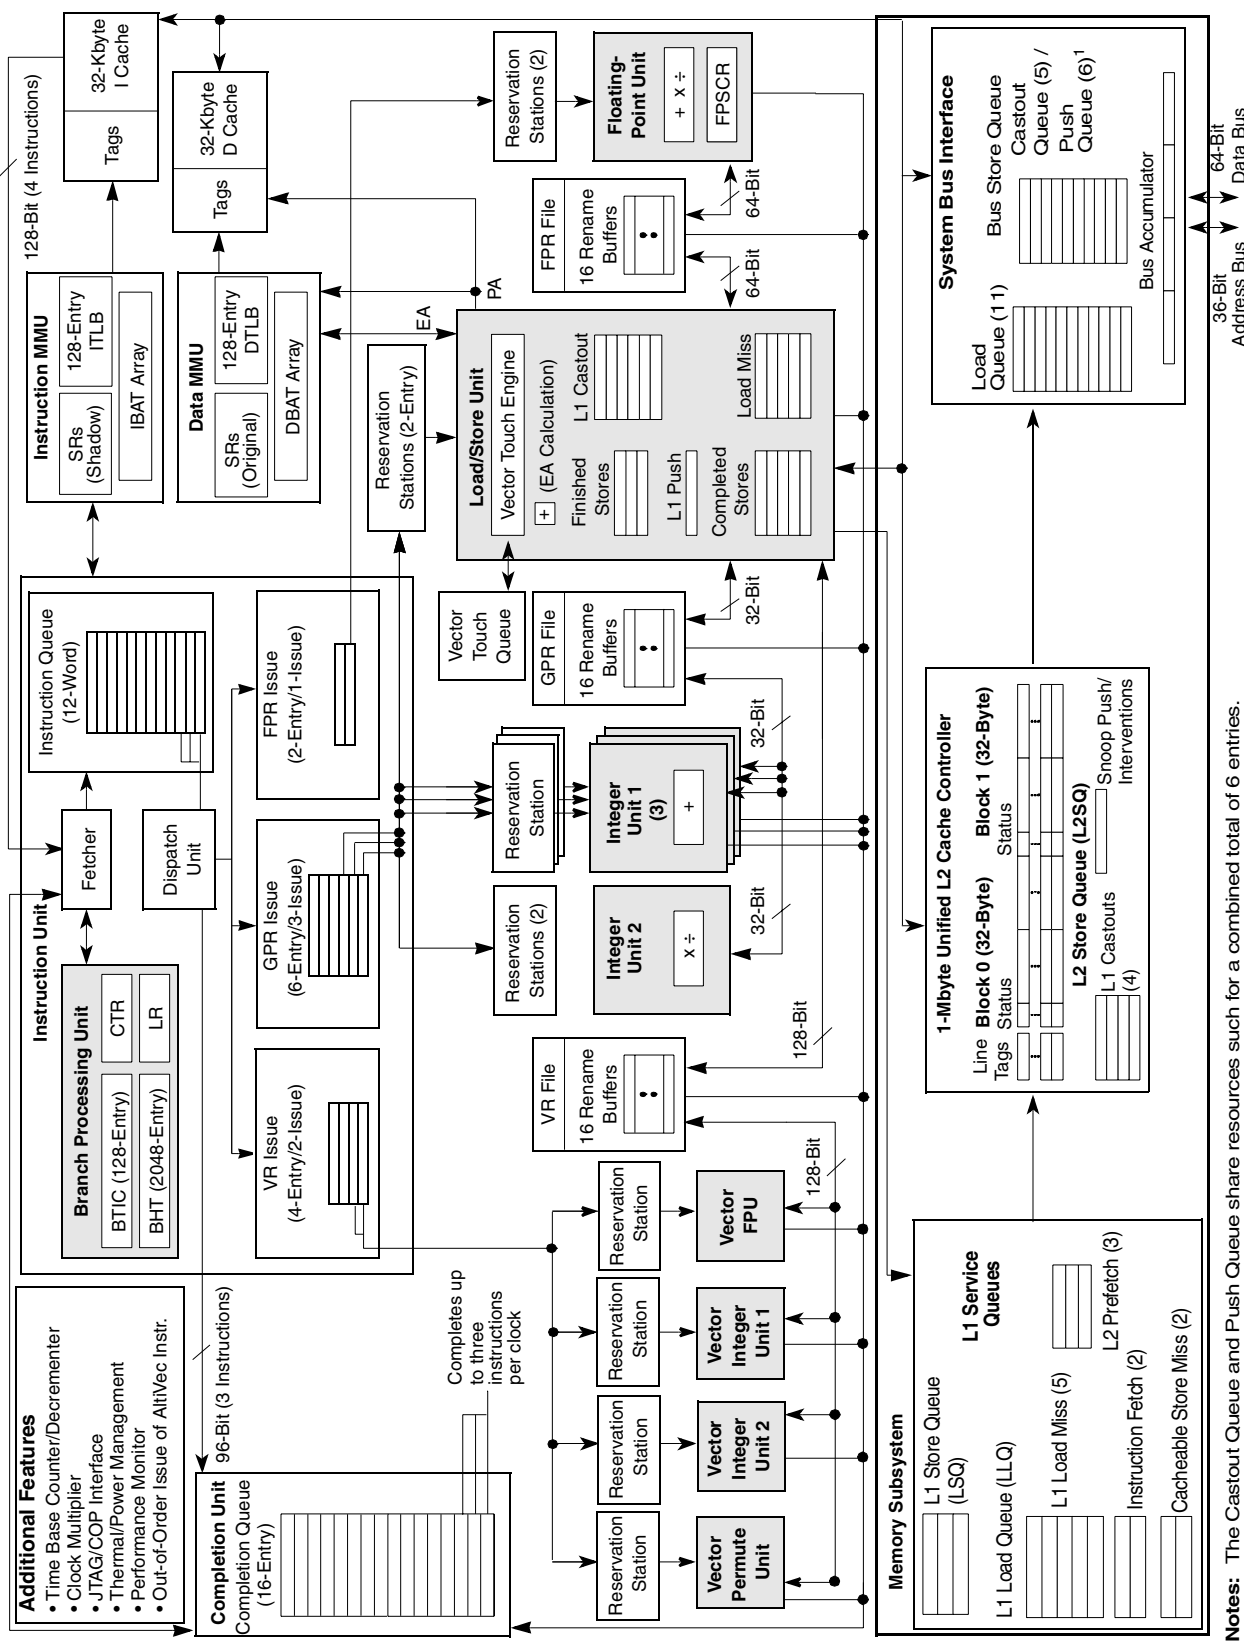 Additional Features
• Time Base Counter/Decrementer
• Clock Multiplier
• JTAG/COP Interface
• Thermal/Power Management
• Performance Monitor
• Out-of-Order Issue of AltiVec Instr.
Instruction Unit
Branch Processing Unit
BTIC (128-Entry)
CTR
BHT (2048-Entry)
LR
Fetcher
Dispatch
Unit
Instruction Queue
(12-Word)
128-Bit (4 Instructions)
96-Bit (3 Instructions)
Instruction MMU
SRs
(Shadow)
128-Entry
ITLB
IBAT Array
Tags
32-Kbyte
I Cache
Data MMU
SRs
(Original)
128-Entry
DTLB
DBAT Array
Tags
32-Kbyte
D Cache
VR Issue
(4-Entry/2-Issue)
GPR Issue
(6-Entry/3-Issue)
FPR Issue
(2-Entry/1-Issue)
Reservation
Stations (2-Entry)
EA
PA
Completion Unit
Completion Queue
(16-Entry)
Completes up
to three
instructions
per clock
Vector
Touch
Queue
Load/Store Unit
Vector Touch Engine
+
(EA Calculation)
Finished
Stores
L1 Castout
L1 Push
Completed
Stores
Load Miss
Reservation
Stations (2)
Floating-
Point Unit
+ x ÷
FPSCR
FPR File
16 Rename
Buffers
64-Bit
64-Bit
GPR File
16 Rename
Buffers
32-Bit
32-Bit
32-Bit
Reservation
Station
Integer
Unit 1
(3)
+
Reservation
Stations (2)
Integer
Unit 2
x ÷
VR File
16 Rename
Buffers
128-Bit
128-Bit
Reservation
Station
Vector
Permute
Unit
Reservation
Station
Vector
Integer
Unit 2
Reservation
Station
Vector
Integer
Unit 1
Reservation
Station
Vector
FPU
Memory Subsystem
L1 Store Queue
(LSQ)
L1 Service
Queues
L1 Load Queue (LLQ)
L1 Load Miss (5)
L2 Prefetch (3)
Instruction Fetch (2)
Cacheable Store Miss (2)
1-Mbyte Unified L2 Cache Controller
Line
Tags
Block 0 (32-Byte)
Status
Block 1 (32-Byte)
Status
L2 Store Queue (L2SQ)
L1 Castouts
(4)
Snoop Push/
Interventions
System Bus Interface
Load
Queue (11)
Bus Store Queue
Castout
Queue (5) /
Push
Queue (6)1
Bus Accumulator
36-Bit
Address Bus
64-Bit
Data Bus
Notes: The Castout Queue and Push Queue share resources such for a combined total of 6 entries.